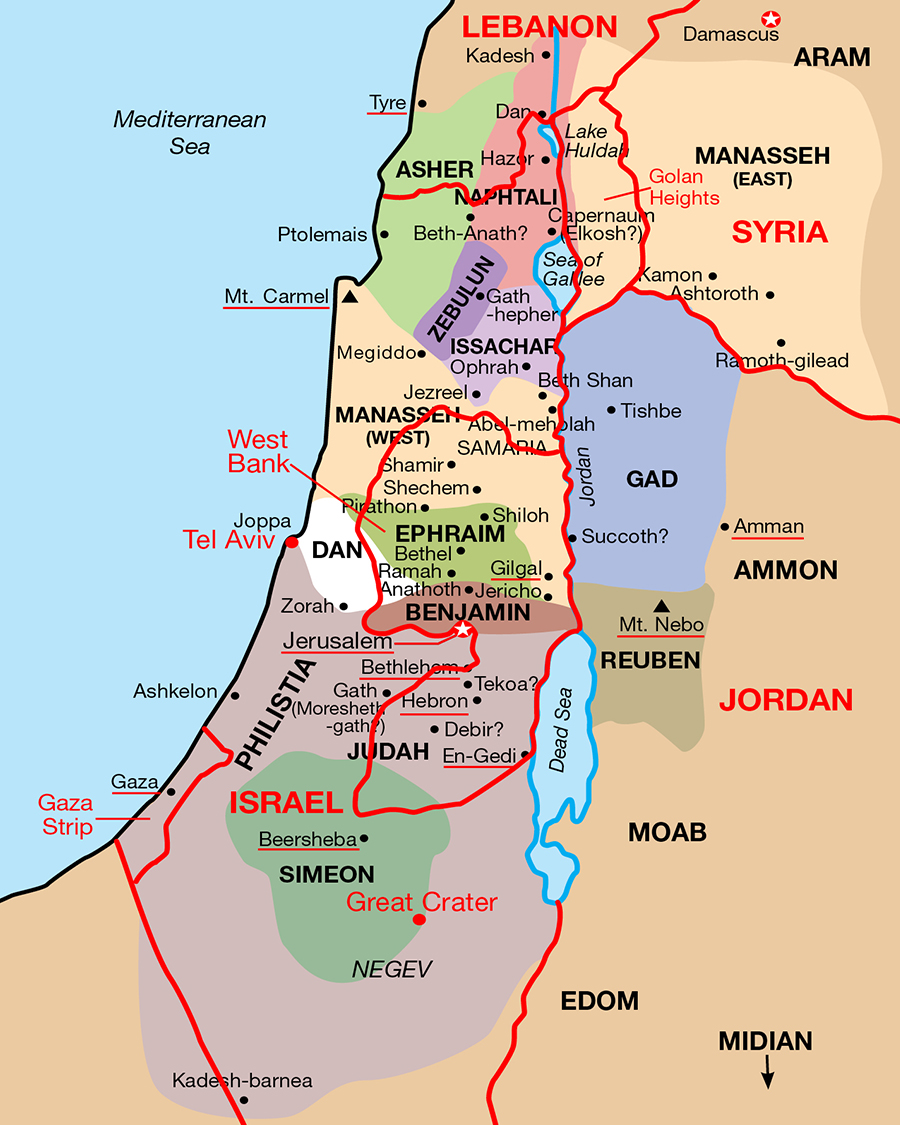 LEBANON
Damascus
Kadesh
ARAM
Tyre
Dan
Mediterranean
Sea
Lake
Huldah
ASHER
Hazor
MANASSEH
(EAST)
Golan
Heights
NAPHTALI
Capernaum
(Elkosh?)
Ptolemais
Beth-Anath?
SYRIA
Sea of
Galilee
Kamon
Ashtoroth
ZEBULUN
Mt. Carmel
Gath
-hepher
ISSACHAR
Megiddo
Ophrah
Ramoth-gilead
Beth Shan
Jezreel
MANASSEH
(WEST)
Abel-meholah
Tishbe
SAMARIA
West
Bank
Shamir
Jordan
GAD
Shechem
Pirathon
Shiloh
Joppa
Tel Aviv
DAN
EPHRAIM
Succoth?
Amman
Bethel
Ramah
Gilgal
AMMON
Anathoth
Jericho
Zorah
BENJAMIN
Mt. Nebo
Jerusalem
REUBEN
Bethlehem
Tekoa?
Ashkelon
PHILISTIA
Gath
(Moresheth
-gath?)
Hebron
JORDAN
Debir?
Dead Sea
JUDAH
En-Gedi
Gaza
Gaza
Strip
ISRAEL
MOAB
Beersheba
SIMEON
Great Crater
NEGEV
EDOM
MIDIAN
Kadesh-barnea